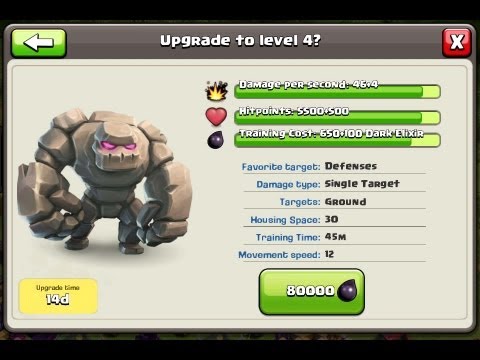 Upgrade to level 4?
X
Damage per second: 46+4
Hitpoints: 5500+500
Training Cost: 650+100 Dark Elixir
Favorite target: Defenses
Damage type: Single Target
Targets: Ground
Housing Space: 30
Training Time: 45M
Movement speed: 12
Upgrade time
14d
80000